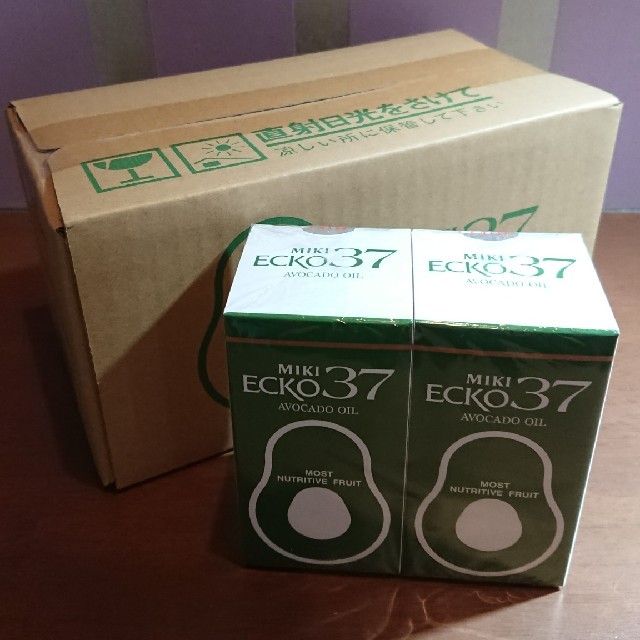 直射日光をさけて
涼しい所に保管して下さい
37
MIKI
ECKO37
AVOCADO OIL
MIKI
ECKO37
AVOCADO OIL
MIKI
ECKO37
AVOCADO OIL
MOST
NUTRITIVE FRUIT
MIKI
ECKO37
AVOCADO OIL
MOST
NUTRITIVE FRUIT